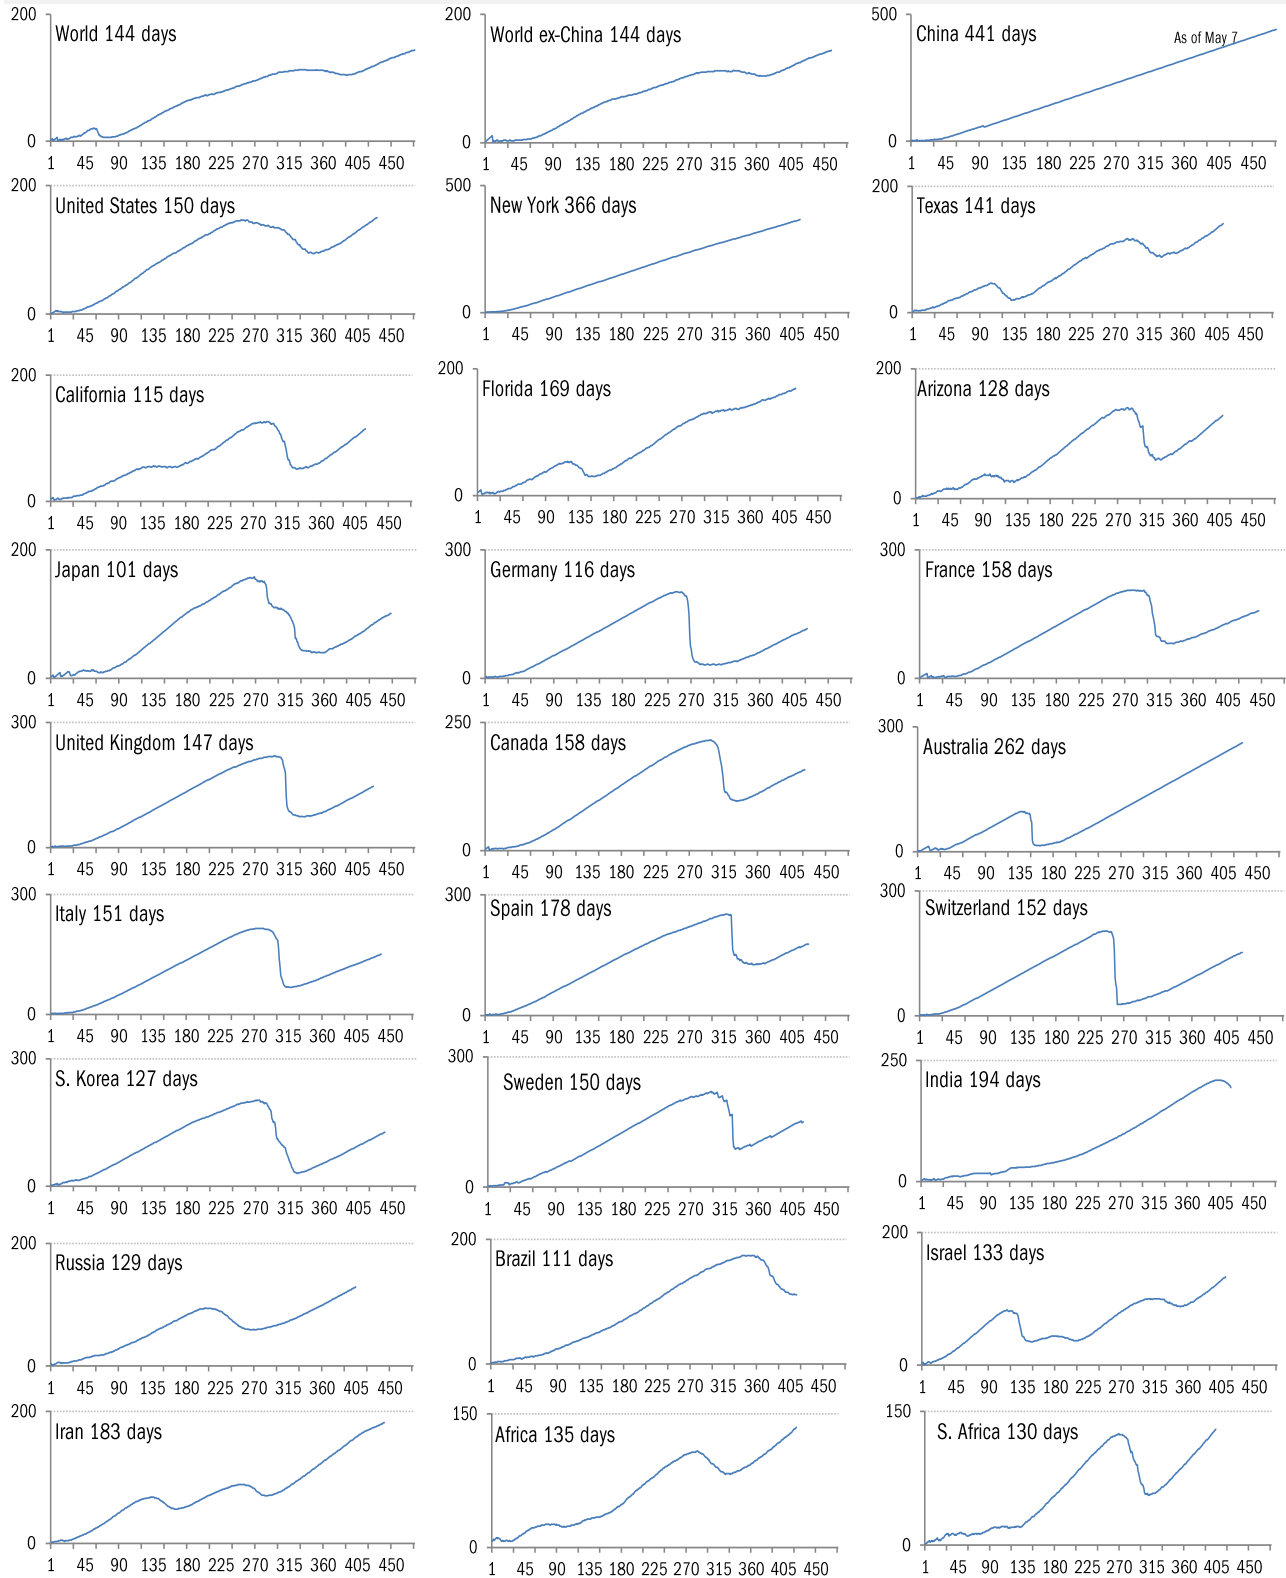 200
World 144 days
0
1 45 90 135 180 225 270 315 360 405 450
200
World ex-China 144 days
0
1 45 90 135 180 225 270 315 360 405 450
500
China 441 days
As of May 7
250
0
1 45 90 135 180 225 270 315 360 405 450
200
United States 150 days
0
1 45 90 135 180 225 270 315 360 405 450
500
New York 366 days
0
1 45 90 135 180 225 270 315 360 405 450
200
Texas 141 days
0
1 45 90 135 180 225 270 315 360 405 450
200
California 115 days
0
1 45 90 135 180 225 270 315 360 405 450
200
Florida 169 days
0
1 45 90 135 180 225 270 315 360 405 450
200
Arizona 128 days
0
1 45 90 135 180 225 270 315 360 405 450
200
Japan 101 days
0
1 45 90 135 180 225 270 315 360 405 450
300
Germany 116 days
0
1 45 90 135 180 225 270 315 360 405 450
300
France 158 days
0
1 45 90 135 180 225 270 315 360 405 450
300
United Kingdom 147 days
0
1 45 90 135 180 225 270 315 360 405 450
250
Canada 158 days
0
1 45 90 135 180 225 270 315 360 405 450
300
Australia 262 days
0
1 45 90 135 180 225 270 315 360 405 450
300
Italy 151 days
0
1 45 90 135 180 225 270 315 360 405 450
300
Spain 178 days
0
1 45 90 135 180 225 270 315 360 405 450
300
Switzerland 152 days
0
1 45 90 135 180 225 270 315 360 405 450
300
S. Korea 127 days
0
1 45 90 135 180 225 270 315 360 405 450
300
Sweden 150 days
0
1 45 90 135 180 225 270 315 360 405 450
250
India 194 days
0
1 45 90 135 180 225 270 315 360 405 450
200
Russia 129 days
0
1 45 90 135 180 225 270 315 360 405 450
200
Brazil 111 days
0
1 45 90 135 180 225 270 315 360 405 450
200
Israel 133 days
0
1 45 90 135 180 225 270 315 360 405 450
200
Iran 183 days
0
1 45 90 135 180 225 270 315 360 405 450
150
Africa 135 days
0
1 45 90 135 180 225 270 315 360 405 450
150
S. Africa 130 days
0
1 45 90 135 180 225 270 315 360 405 450